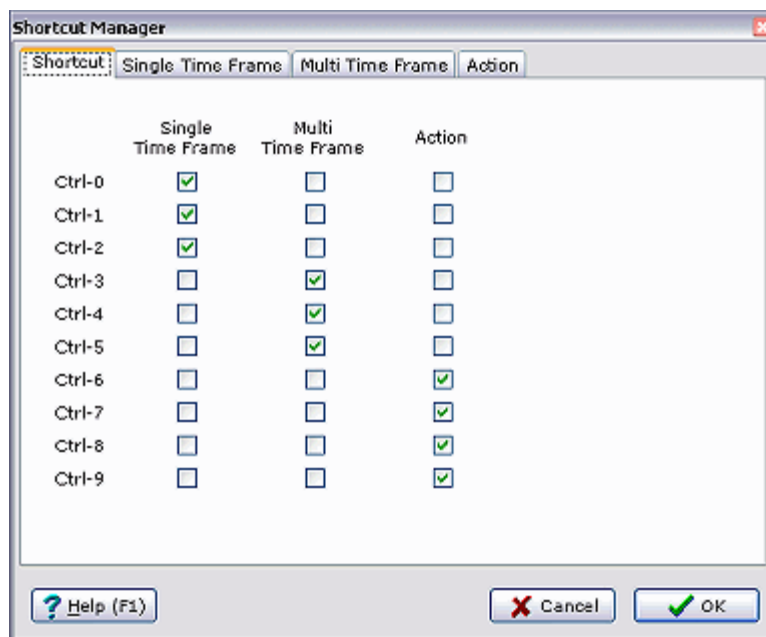 Shortcut Manager
Shortcut Single Time Frame Multi Time Frame Action
Single Time Frame
Multi Time Frame
Action
Ctrl-0
Ctrl-1
Ctrl-2
Ctrl-3
Ctrl-4
Ctrl-5
Ctrl-6
Ctrl-7
Ctrl-8
Ctrl-9
? Help (F1) Cancel OK